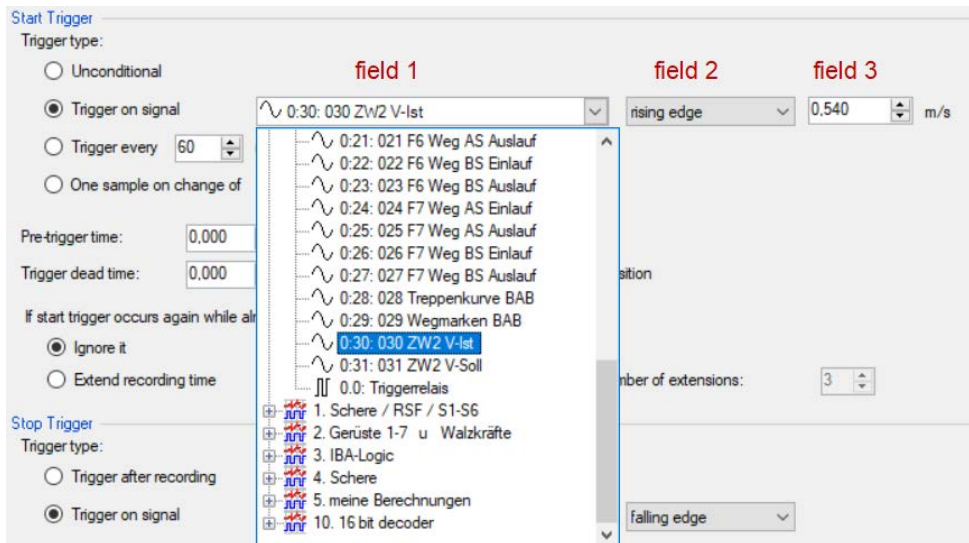 Start Trigger
Trigger type:
field 1 field 2 field 3
Unconditional
Trigger on signal 0:30: 030 ZW2 V-Ist rising edge 0,540 m/s
0:21: 021 F6 Weg AS Auslauf
Trigger every 60
0:22: 022 F6 Weg BS Einlauf
0:23: 023 F6 Weg BS Auslauf
One sample on change of
0:24: 024 F7 Weg AS Einlauf
0:25: 025 F7 Weg AS Auslauf
Pre-trigger time: 0,000
0:26: 026 F7 Weg BS Einlauf
Trigger dead time: 0,000 0:27: 027 F7 Weg BS Auslauf sition
0:28: 028 Treppenkurve BAB
If start trigger occurs again while alr
0:29: 029 Wegmarken BAB
Ignore it 0:30: 030 ZW2 V-Ist
0:31: 031 ZW2 V-Soll
Extend recording time 0.0: Triggerrelais mber of extensions: 3
1. Schere / RSF / S1-S6
Stop Trigger
2. Gerüste 1-7 u Walzkräfte
Trigger type:
3. IBA-Logic
Trigger after recording 4. Schere
5. meine Berechnungen
Trigger on signal 10. 16 bit decoder falling edge